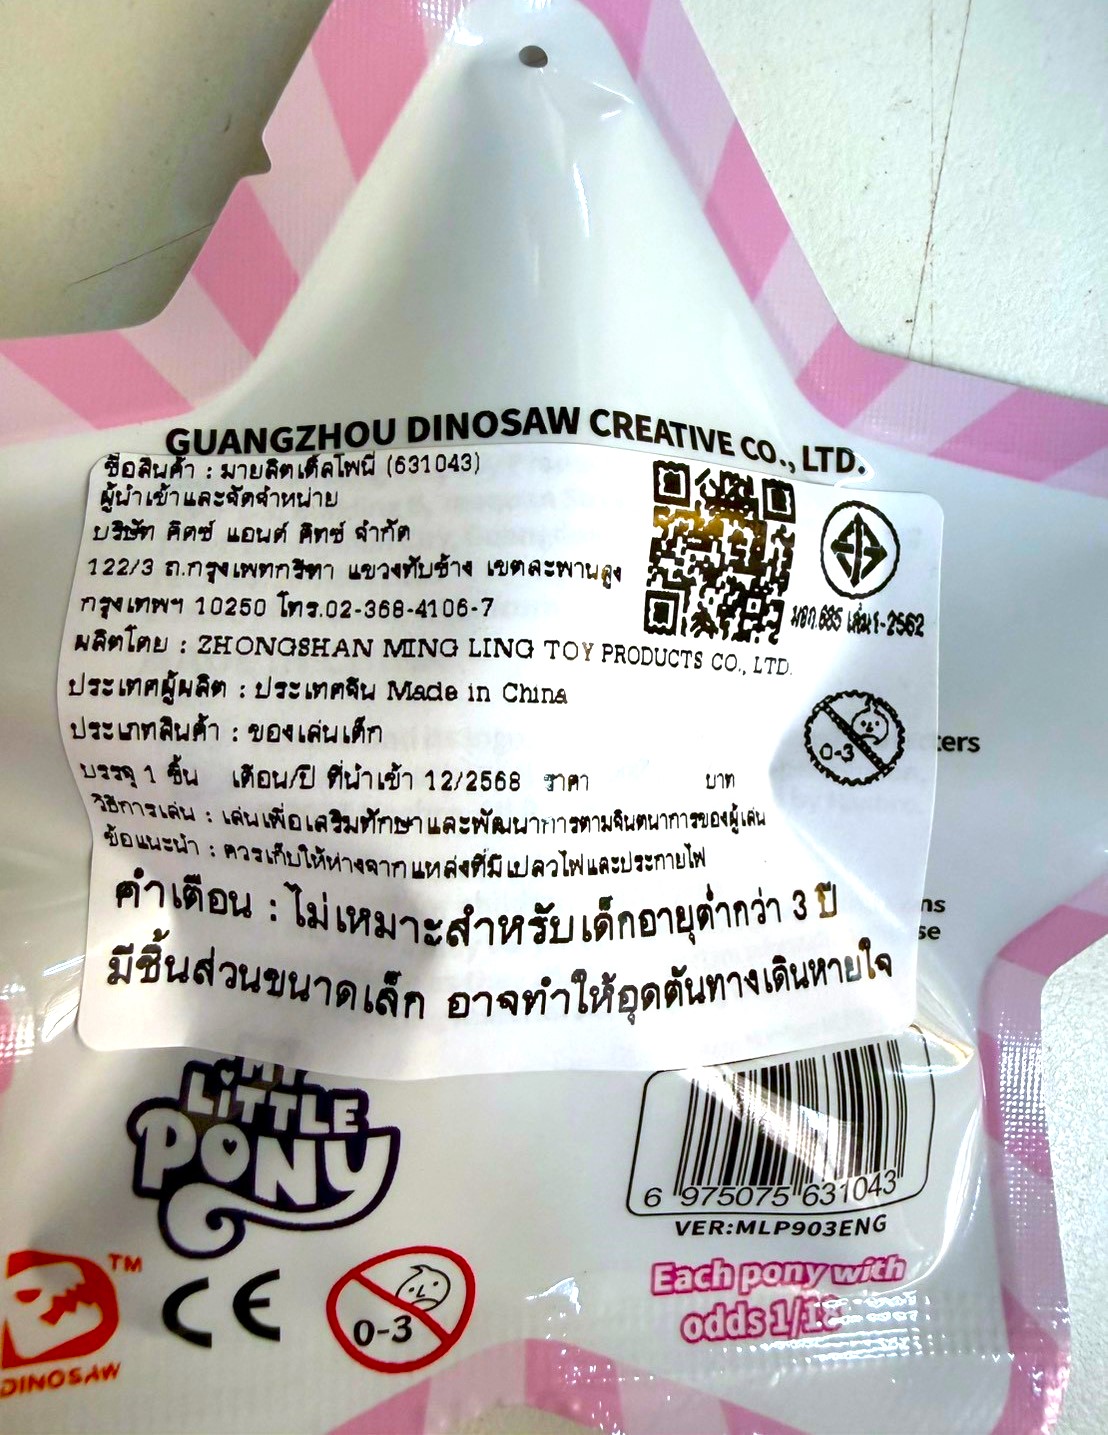 GUANGZHOU DINOSAW CREATIVE CO., LTD.
ชื่อสินค้า : มายลิตเติ้ลโพนี่ (631043)
ผู้นำเข้าและจัดจำหน่าย
บริษัท คิตซ์ แอนด์ คิทซ์ จำกัด
122/3 ถ.กรุงเทพกรีฑา แขวงทับช้าง เขตสะพานสูง
กรุงเทพฯ 10250 โทร.02-368-4106-7
ผลิตโดย : ZHONGSHAN MING LING TOY PRODUCTS CO., LTD.
ประเทศผู้ผลิต : ประเทศจีน Made in China
ประเภทสินค้า : ของเล่นเด็ก
บรรจุ 1 ชิ้น เดือน/ปี ที่นำเข้า 12/2568 ราคา บาท
วิธีการเล่น : เล่นเพื่อเสริมทักษะและพัฒนาการตามจินตนาการของผู้เล่น
ข้อแนะนำ : ควรเก็บให้ห่างจากแหล่งที่มีเปลวไฟและประกายไฟ
คำเตือน : ไม่เหมาะสำหรับเด็กอายุต่ำกว่า 3 ปี
มีชิ้นส่วนขนาดเล็ก อาจทำให้อุดตันทางเดินหายใจ
มอก.685 เล่ม1-2562
0-3
LITTLE
PONY
6 975075 631043
VER:MLP903ENG
Each pony with
odds 1/18
TM
DINOSAW
CE
0-3